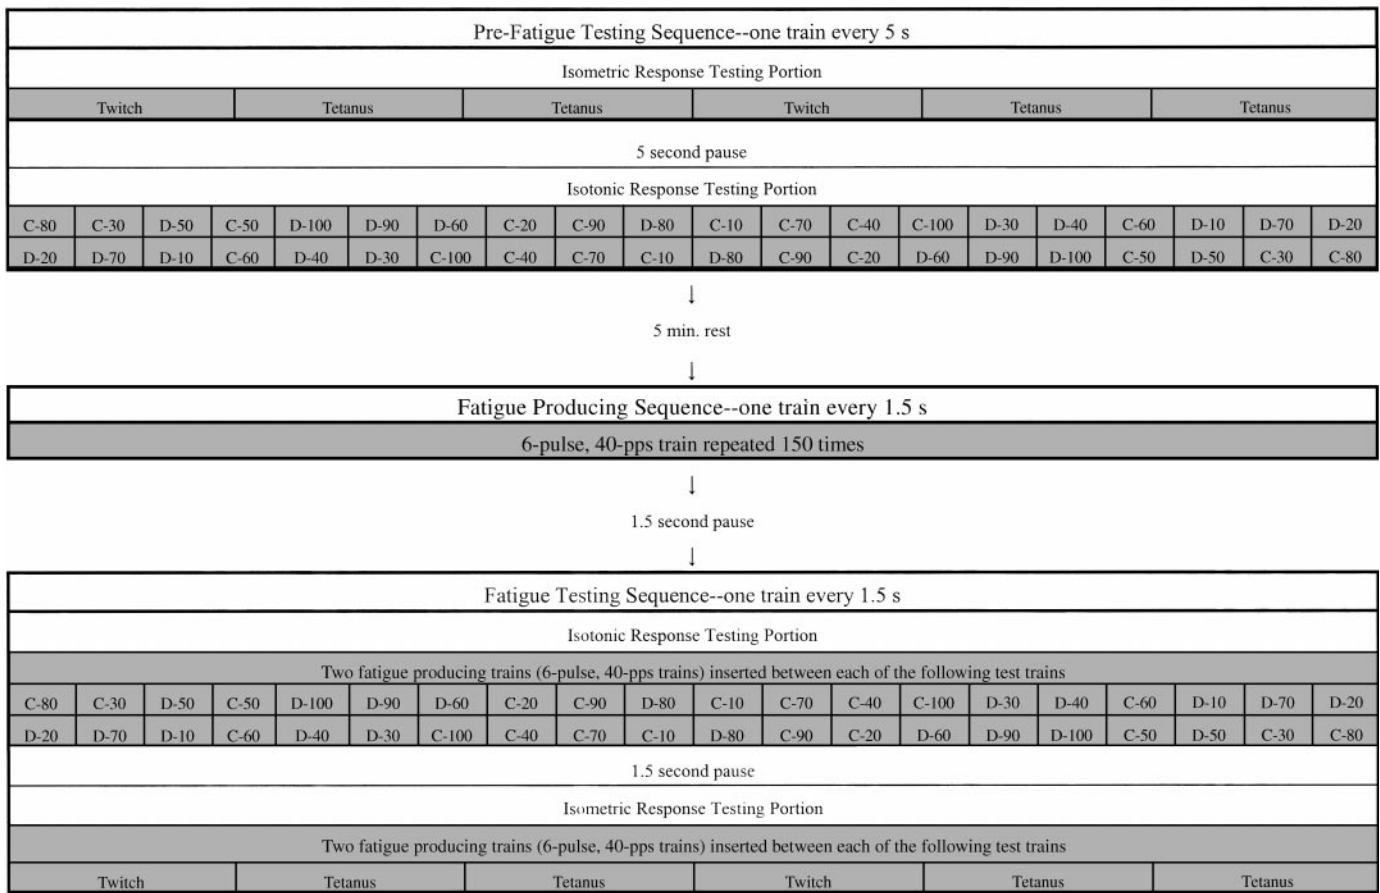 Pre-Fatigue Testing Sequence--one train every 5 s
Isometric Response Testing Portion
Twitch Tetanus Tetanus Twitch Tetanus Tetanus
5 second pause
Isotonic Response Testing Portion
C-80 C-30 D-50 C-50 D-100 D-90 D-60 C-20 C-90 D-80 C-10 C-70 C-40 C-100 D-30 D-40 C-60 D-10 D-70 D-20
D-20 D-70 D-10 C-60 D-40 D-30 C-100 C-40 C-70 C-10 D-80 C-90 C-20 D-60 D-90 D-100 C-50 D-50 C-30 C-80
↓
5 min. rest
↓
Fatigue Producing Sequence--one train every 1.5 s
6-pulse, 40-pps train repeated 150 times
↓
1.5 second pause
↓
Fatigue Testing Sequence--one train every 1.5 s
Isotonic Response Testing Portion
Two fatigue producing trains (6-pulse, 40-pps trains) inserted between each of the following test trains
C-80 C-30 D-50 C-50 D-100 D-90 D-60 C-20 C-90 D-80 C-10 C-70 C-40 C-100 D-30 D-40 C-60 D-10 D-70 D-20
D-20 D-70 D-10 C-60 D-40 D-30 C-100 C-40 C-70 C-10 D-80 C-90 C-20 D-60 D-90 D-100 C-50 D-50 C-30 C-80
1.5 second pause
Isometric Response Testing Portion
Two fatigue producing trains (6-pulse, 40-pps trains) inserted between each of the following test trains
Twitch Tetanus Tetanus Twitch Tetanus Tetanus